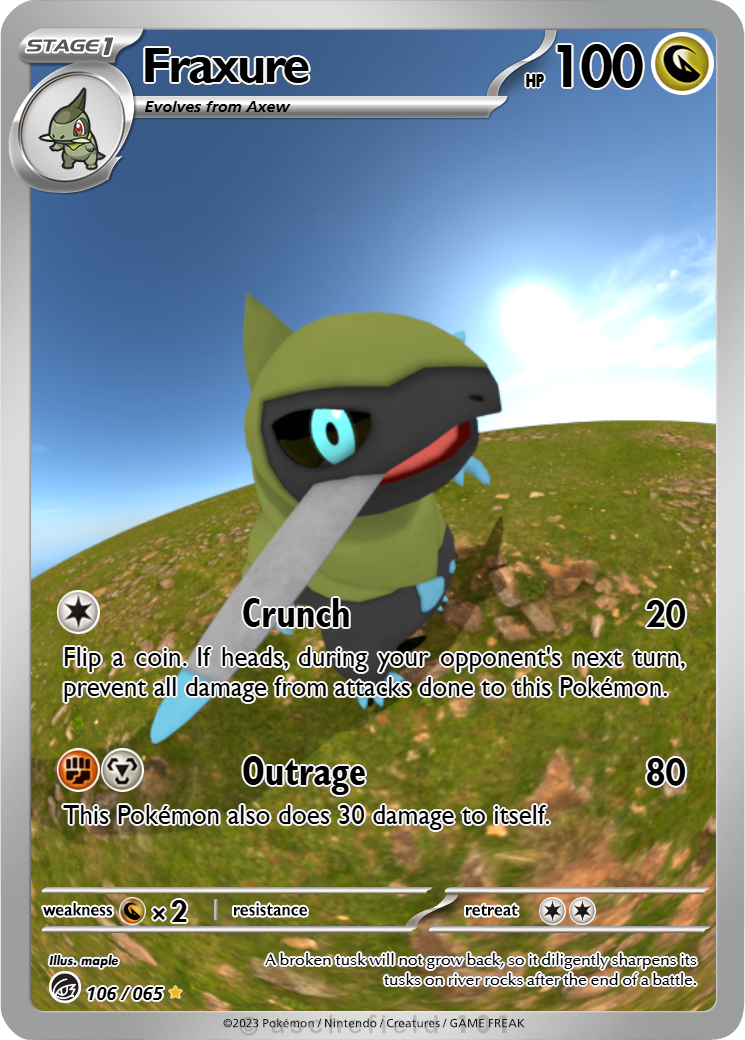 STAGE1
Fraxure
HP 100
Evolves from Axew
Crunch 20
Flip a coin. If heads, during your opponent's next turn,
prevent all damage from attacks done to this Pokémon.
Outrage 80
This Pokémon also does 30 damage to itself.
weakness ×2 resistance retreat
Illus. maple
A broken tusk will not grow back, so it diligently sharpens its
tusks on river rocks after the end of a battle.
106 / 065
©2023 Pokémon / Nintendo / Creatures / GAME FREAK